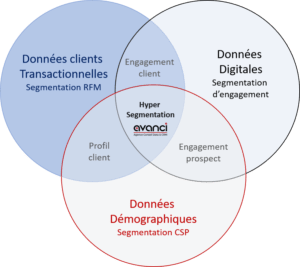 Données clients
Transactionnelles
Segmentation RFM
Engagement
client
Données
Digitales
Segmentation
d'engagement
Hyper
Segmentation
avanci
Profil
client
Engagement
prospect
Données
Démographiques
Segmentation CSP